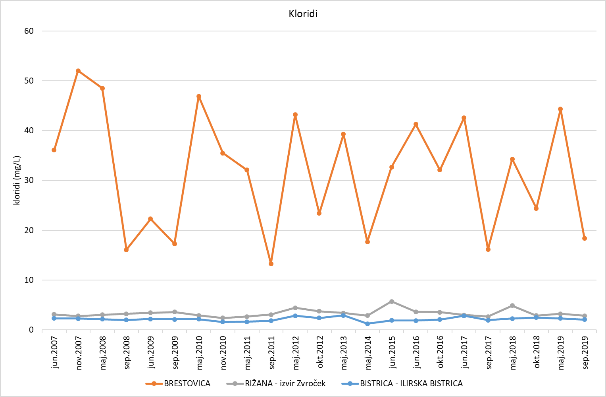 Kloridi
60
50
40
30
20
10
0
kloridi (mg/L)
jun.2007
nov.2007
maj.2008
sep.2008
jun.2009
sep.2009
maj.2010
nov.2010
maj.2011
sep.2011
maj.2012
okt.2012
maj.2013
maj.2014
jun.2015
jun.2016
okt.2016
jun.2017
sep.2017
maj.2018
okt.2018
maj.2019
sep.2019
BRESTOVICA RIŽANA - izvir Zvroček BISTRICA - ILIRSKA BISTRICA